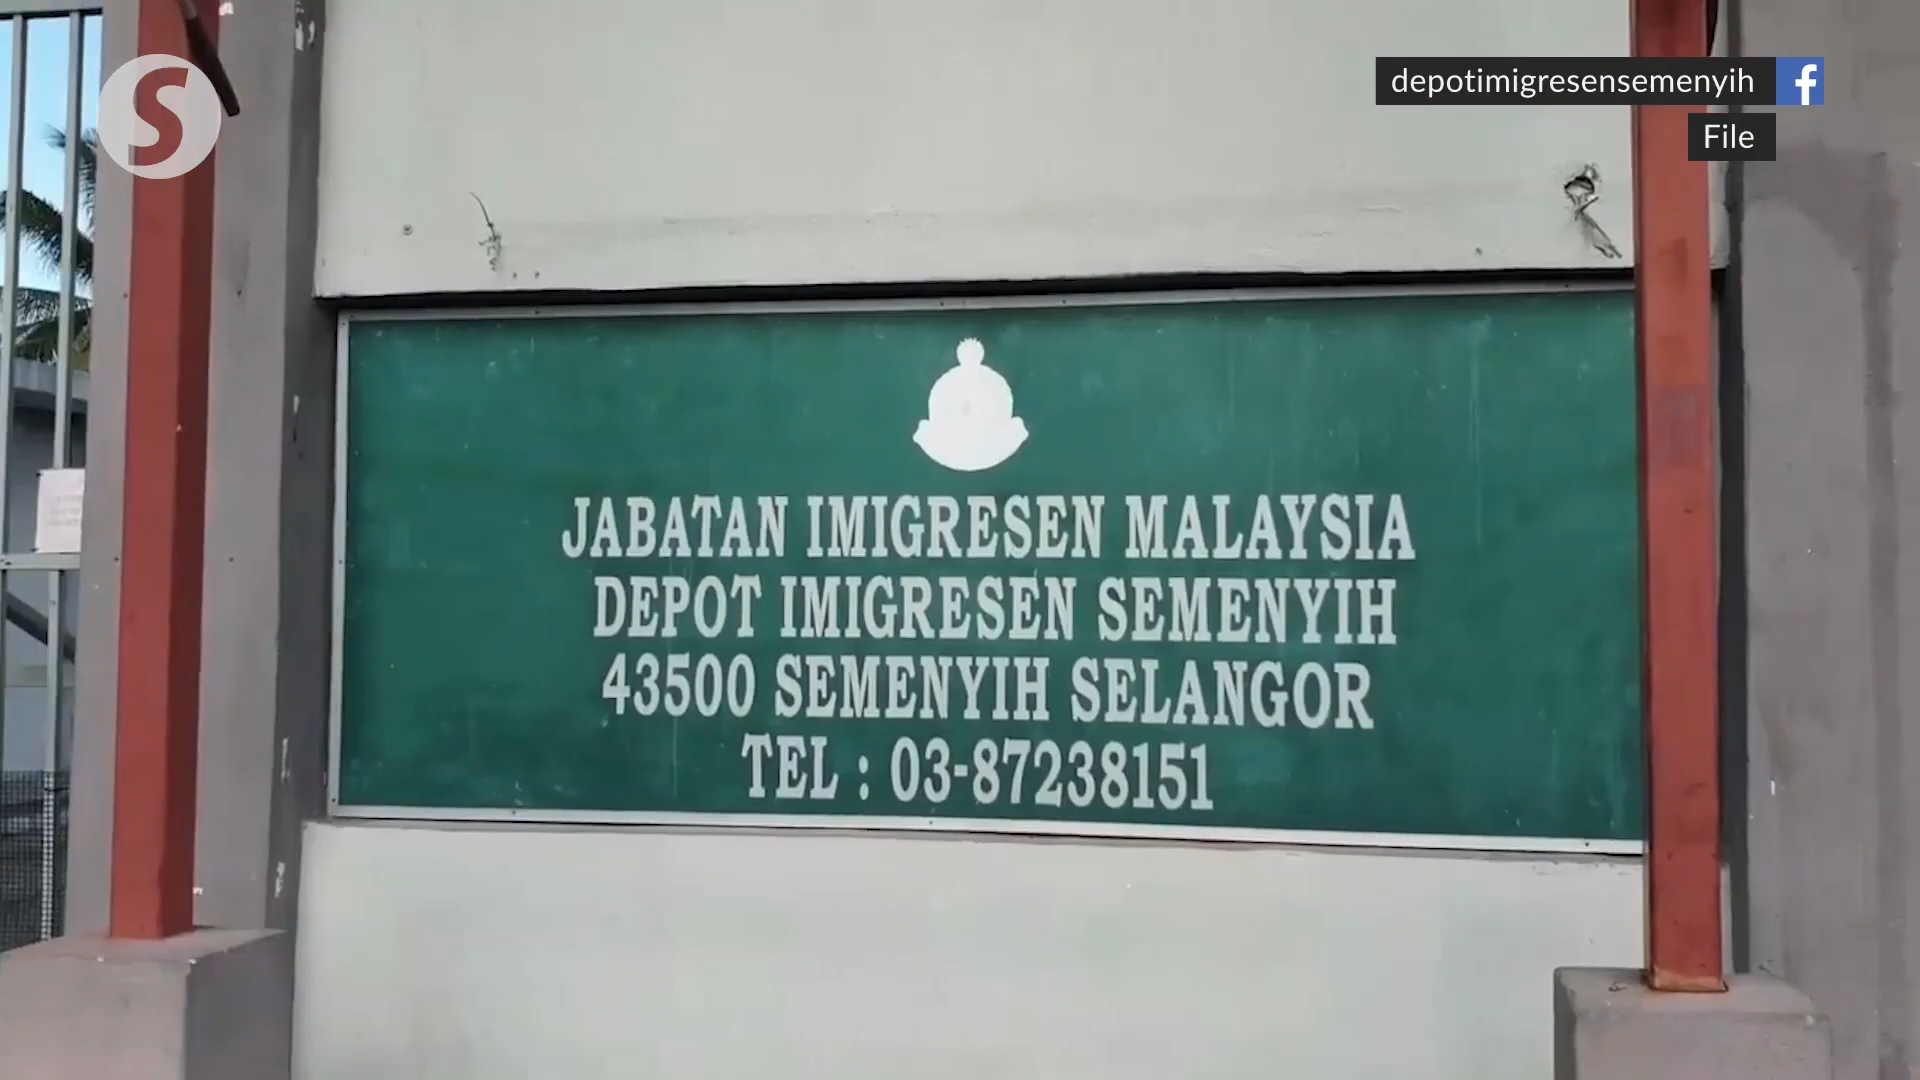 S
depotimigresensemenyih f
File
JABATAN IMIGRESEN MALAYSIA
DEPOT IMIGRESEN SEMENYIH
43500 SEMENYIH SELANGOR
TEL : 03-87238151